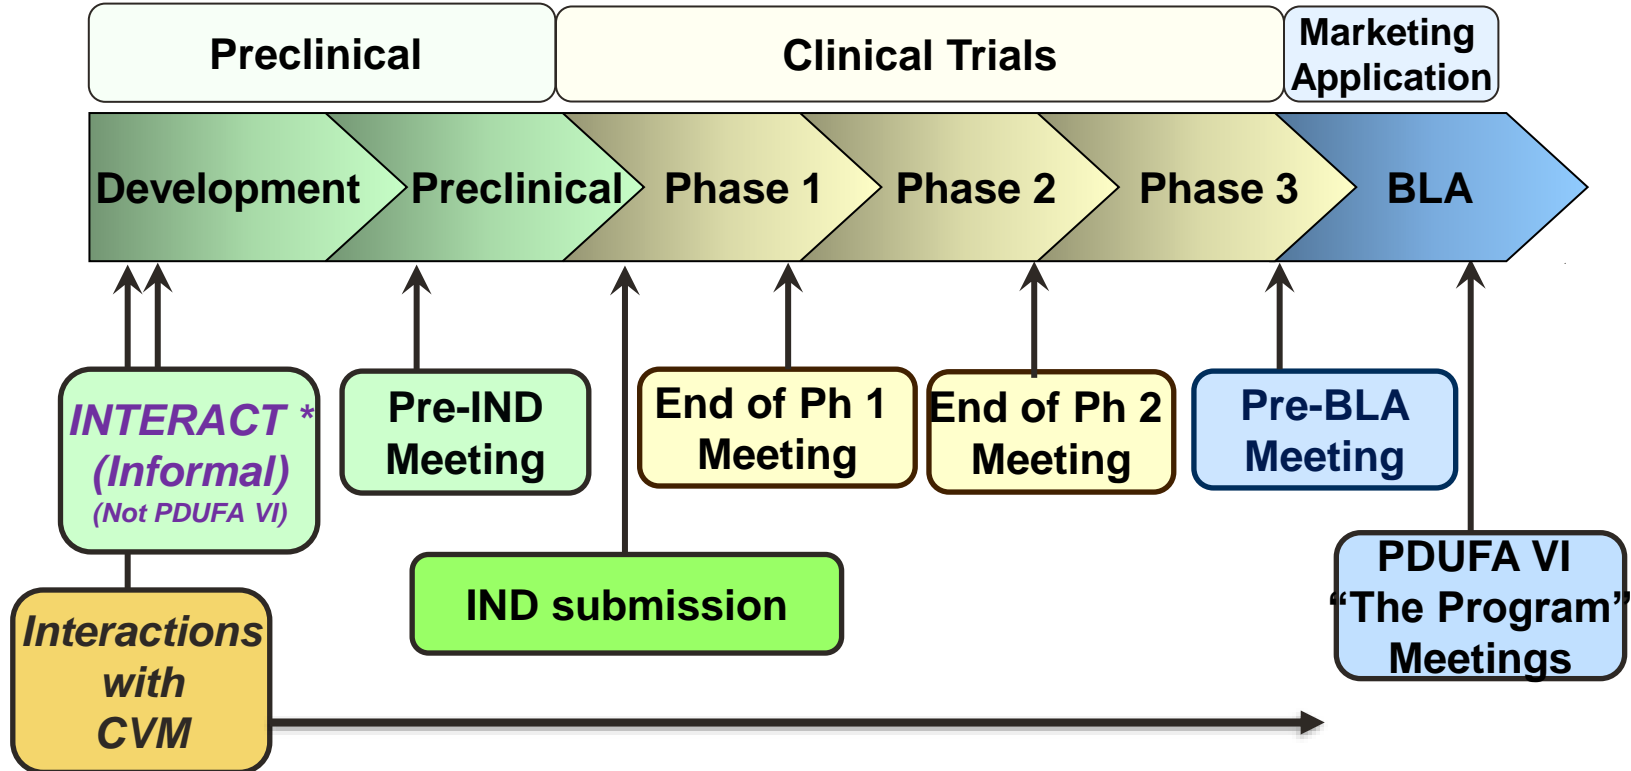 Preclinical
Clinical Trials
Marketing
Application
Development
Preclinical
Phase 1
Phase 2
Phase 3
BLA
INTERACT *
(Informal)
(Not PDUFA VI)
Pre-IND
Meeting
End of Ph 1
Meeting
End of Ph 2
Meeting
Pre-BLA
Meeting
IND submission
PDUFA VI
“The Program”
Meetings
Interactions
with
CVM